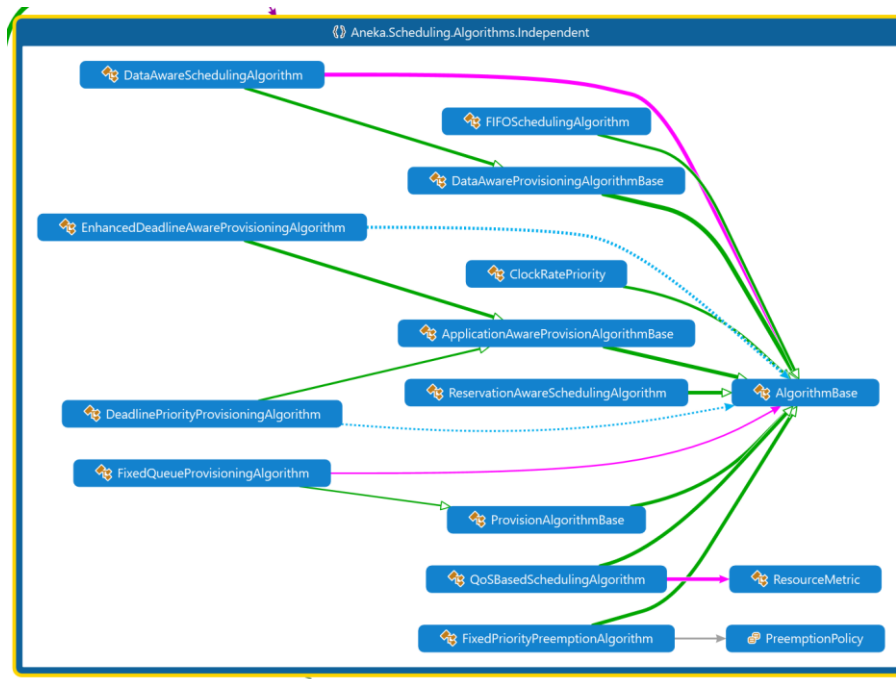 Aneka.Scheduling.Algorithms.Independent
DataAwareSchedulingAlgorithm
FIFOSchedulingAlgorithm
DataAwareProvisioningAlgorithmBase
EnhancedDeadlineAwareProvisioningAlgorithm
ClockRatePriority
ApplicationAwareProvisionAlgorithmBase
ReservationAwareSchedulingAlgorithm
AlgorithmBase
DeadlinePriorityProvisioningAlgorithm
FixedQueueProvisioningAlgorithm
ProvisionAlgorithmBase
QoSBasedSchedulingAlgorithm
ResourceMetric
FixedPriorityPreemptionAlgorithm
PreemptionPolicy